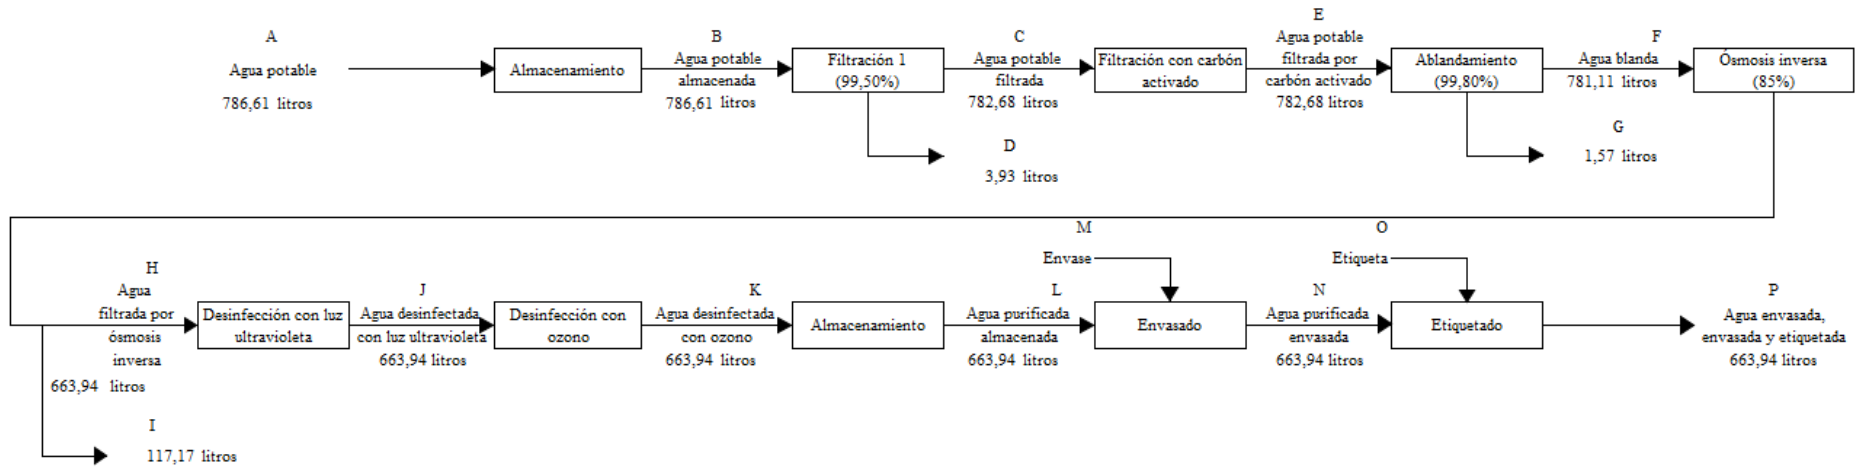 A
Agua potable
786,61 litros
Almacenamiento
B
Agua potable
almacenada
786,61 litros
Filtración 1
(99,50%)
C
Agua potable
filtrada
782,68 litros
D
3,93 litros
Filtración con carbón
activado
E
Agua potable
filtrada por
carbón activado
782,68 litros
Ablandamiento
(99,80%)
F
Agua blanda
781,11 litros
G
1,57 litros
Ósmosis inversa
(85%)
H
Agua
filtrada por
ósmosis
inversa
663,94 litros
I
117,17 litros
Desinfección con luz
ultravioleta
J
Agua desinfectada
con luz ultravioleta
663,94 litros
Desinfección con
ozono
K
Agua desinfectada
con ozono
663,94 litros
Almacenamiento
L
Agua purificada
almacenada
663,94 litros
M
Envase
Envasado
N
Agua purificada
envasada
663,94 litros
O
Etiqueta
Etiquetado
P
Agua envasada,
envasada y etiquetada
663,94 litros